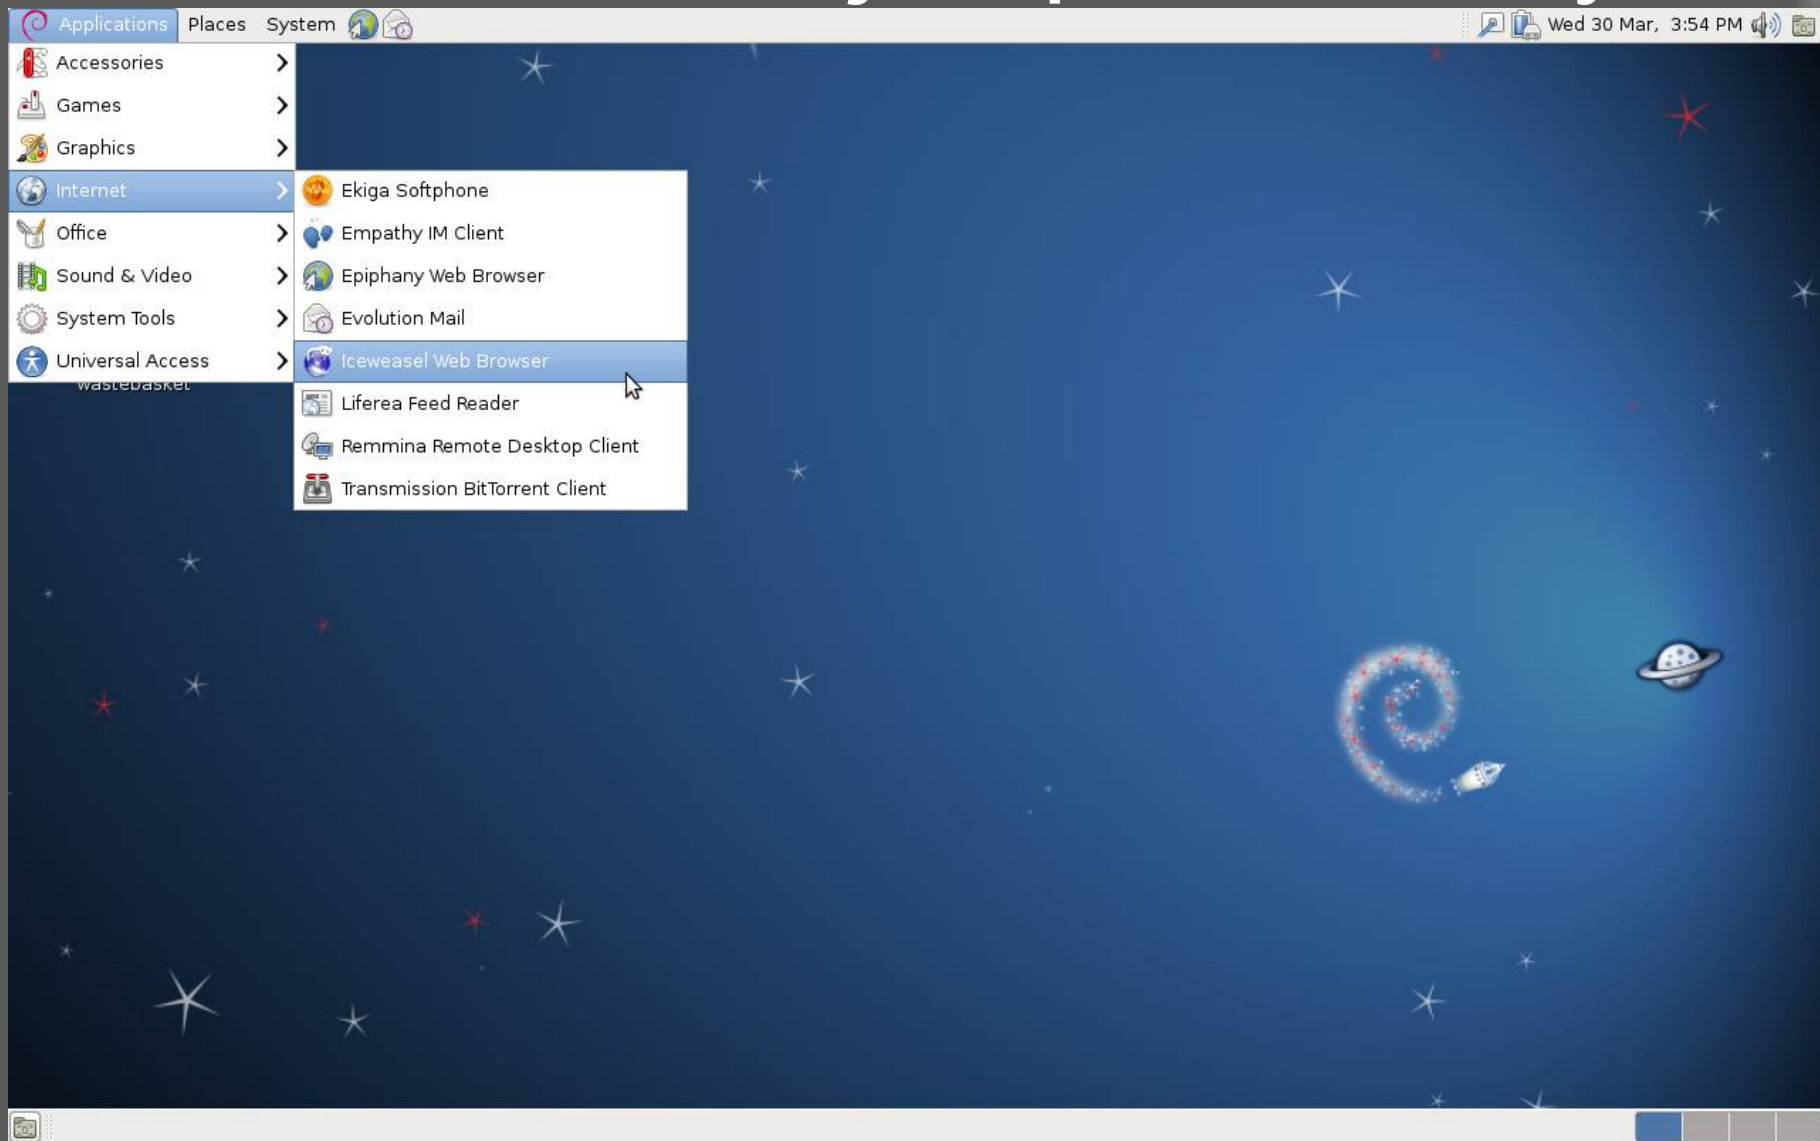 Applications Places System Wed 30 Mar, 3:54 PM
Accessories
Games
Graphics
Internet
Office
Sound & Video
System Tools
Universal Access
wastebasket
Ekiga Softphone
Empathy IM Client
Epiphany Web Browser
Evolution Mail
Iceweasel Web Browser
Liferea Feed Reader
Remmina Remote Desktop Client
Transmission BitTorrent Client